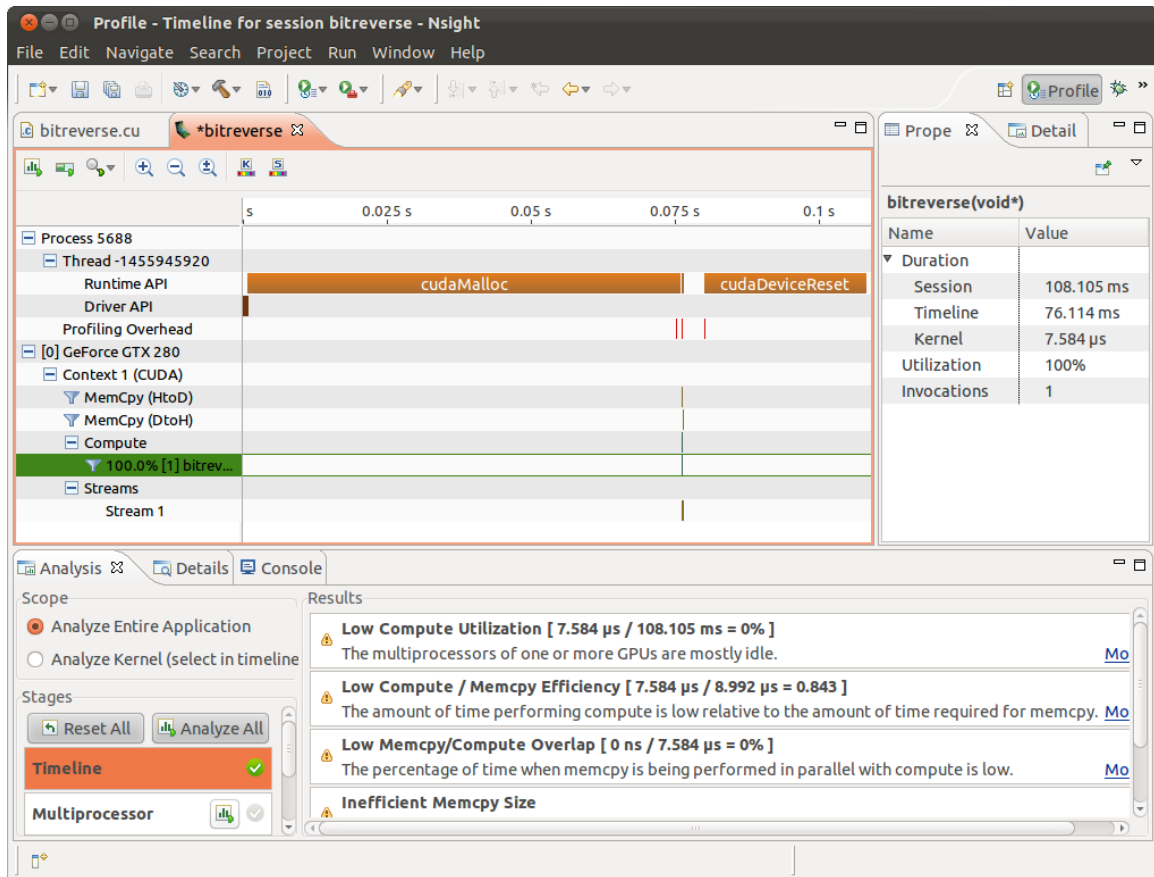 Profile - Timeline for session bitreverse - Nsight
File Edit Navigate Search Project Run Window Help
Profile »
bitreverse.cu *bitreverse
s 0.025 s 0.05 s 0.075 s 0.1 s
Process 5688
Thread -1455945920
Runtime API cudaMalloc cudaDeviceReset
Driver API
Profiling Overhead
[0] GeForce GTX 280
Context 1 (CUDA)
MemCpy (HtoD)
MemCpy (DtoH)
Compute
100.0% [1] bitrev...
Streams
Stream 1
Prope Detail
bitreverse(void*)
Name Value
Duration
Session 108.105 ms
Timeline 76.114 ms
Kernel 7.584 µs
Utilization 100%
Invocations 1
Analysis Details Console
Scope
Analyze Entire Application
Analyze Kernel (select in timeline
Stages
Reset All Analyze All
Timeline
Multiprocessor
Results
Low Compute Utilization [ 7.584 µs / 108.105 ms = 0% ]
The multiprocessors of one or more GPUs are mostly idle. Mo
Low Compute / Memcpy Efficiency [ 7.584 µs / 8.992 µs = 0.843 ]
The amount of time performing compute is low relative to the amount of time required for memcpy. Mo
Low Memcpy/Compute Overlap [ 0 ns / 7.584 µs = 0% ]
The percentage of time when memcpy is being performed in parallel with compute is low. Mo
Inefficient Memcpy Size